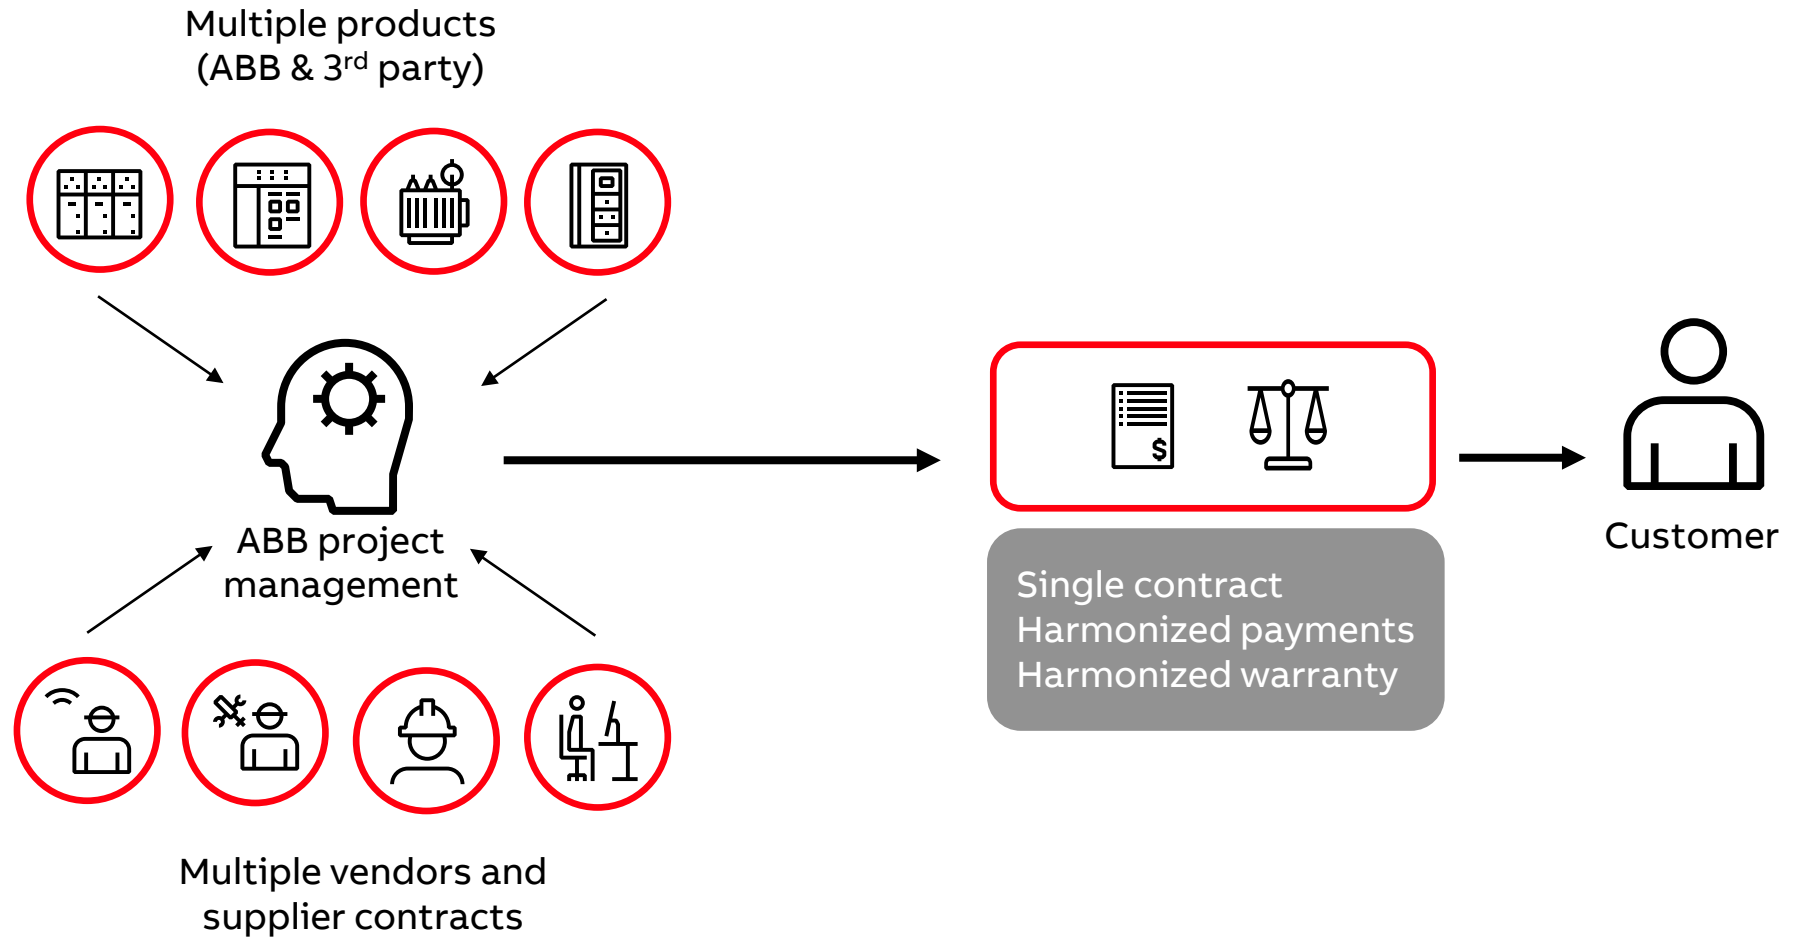 Multiple products
(ABB & 3rd party)
$
ABB project
management
Customer
Single contract
Harmonized payments
Harmonized warranty
Multiple vendors and
supplier contracts